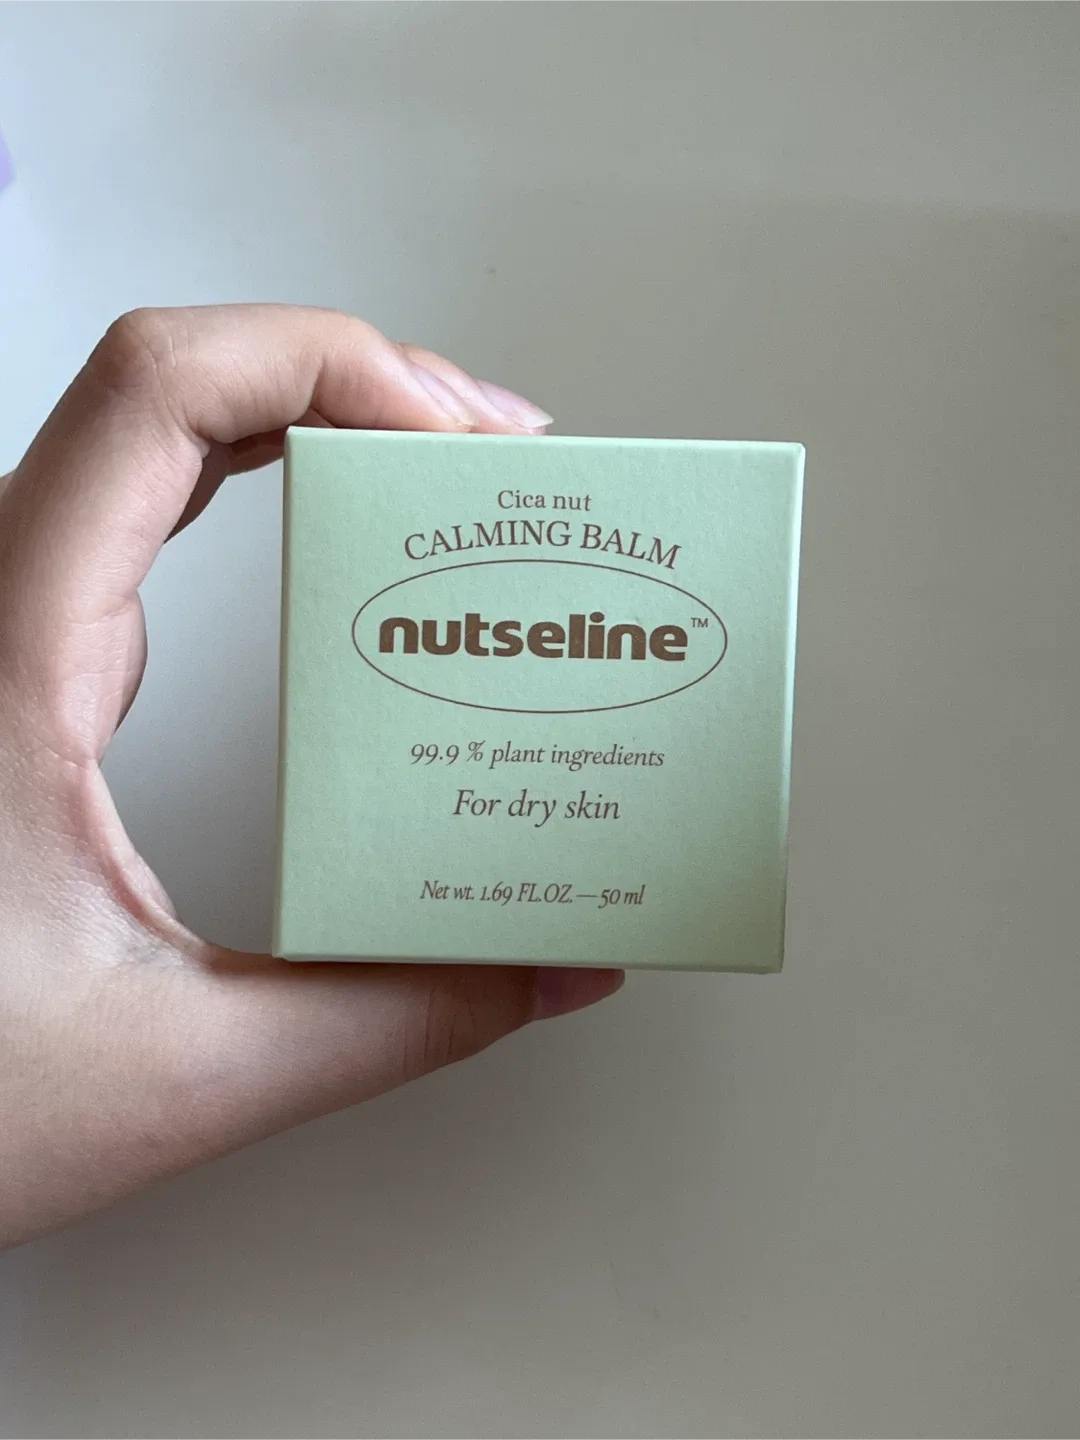 Cica nut
CALMING BALM
nutseline™
99.9 % plant ingredients
For dry skin
Net wt. 1.69 FL.OZ.—50 ml